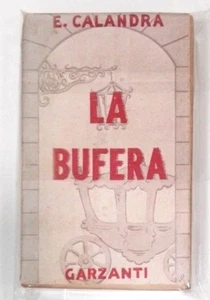 E. CALANDRA
LA
BUFERA
GARZANTI